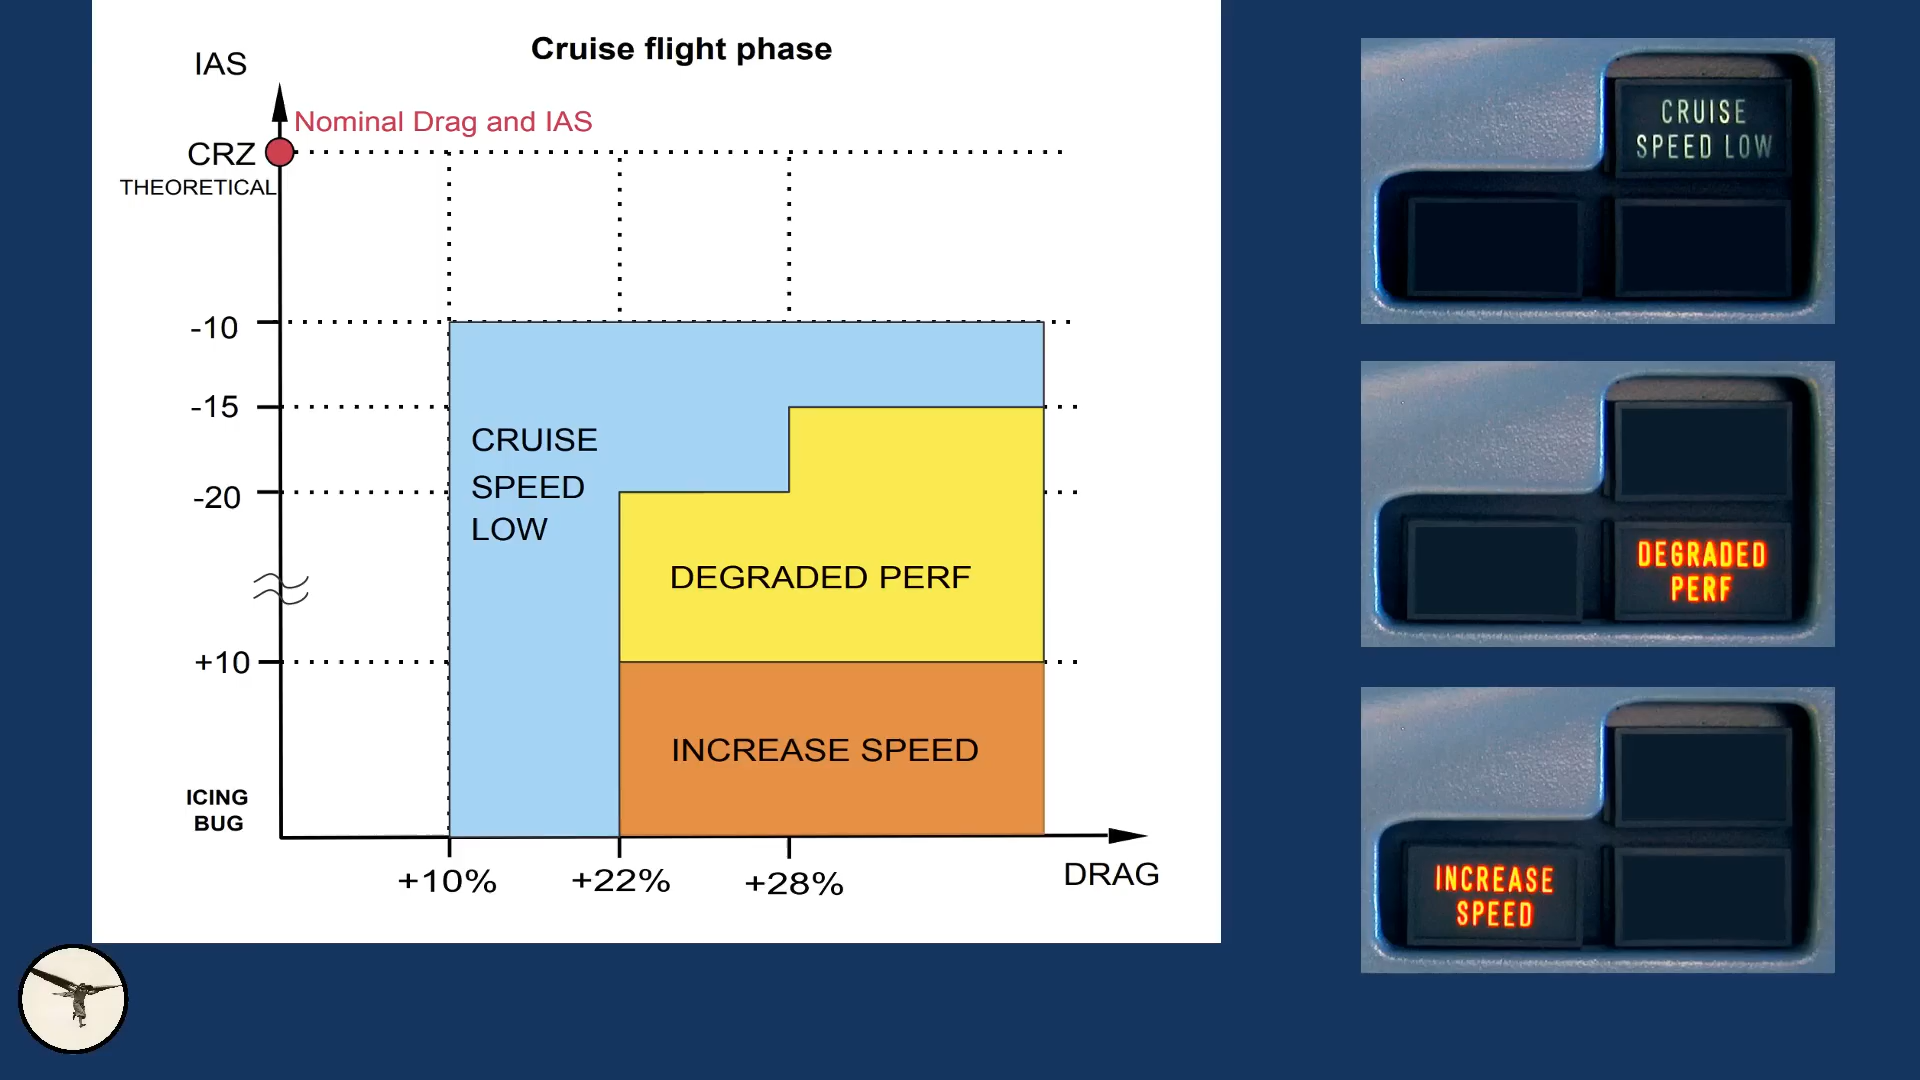 Cruise flight phase
IAS
Nominal Drag and IAS
CRZ
THEORETICAL
-10
-15
-20
+10
ICING
BUG
CRUISE
SPEED
LOW
DEGRADED PERF
INCREASE SPEED
+10%
+22%
+28%
DRAG
CRUISE
SPEED LOW
DEGRADED
PERF
INCREASE
SPEED